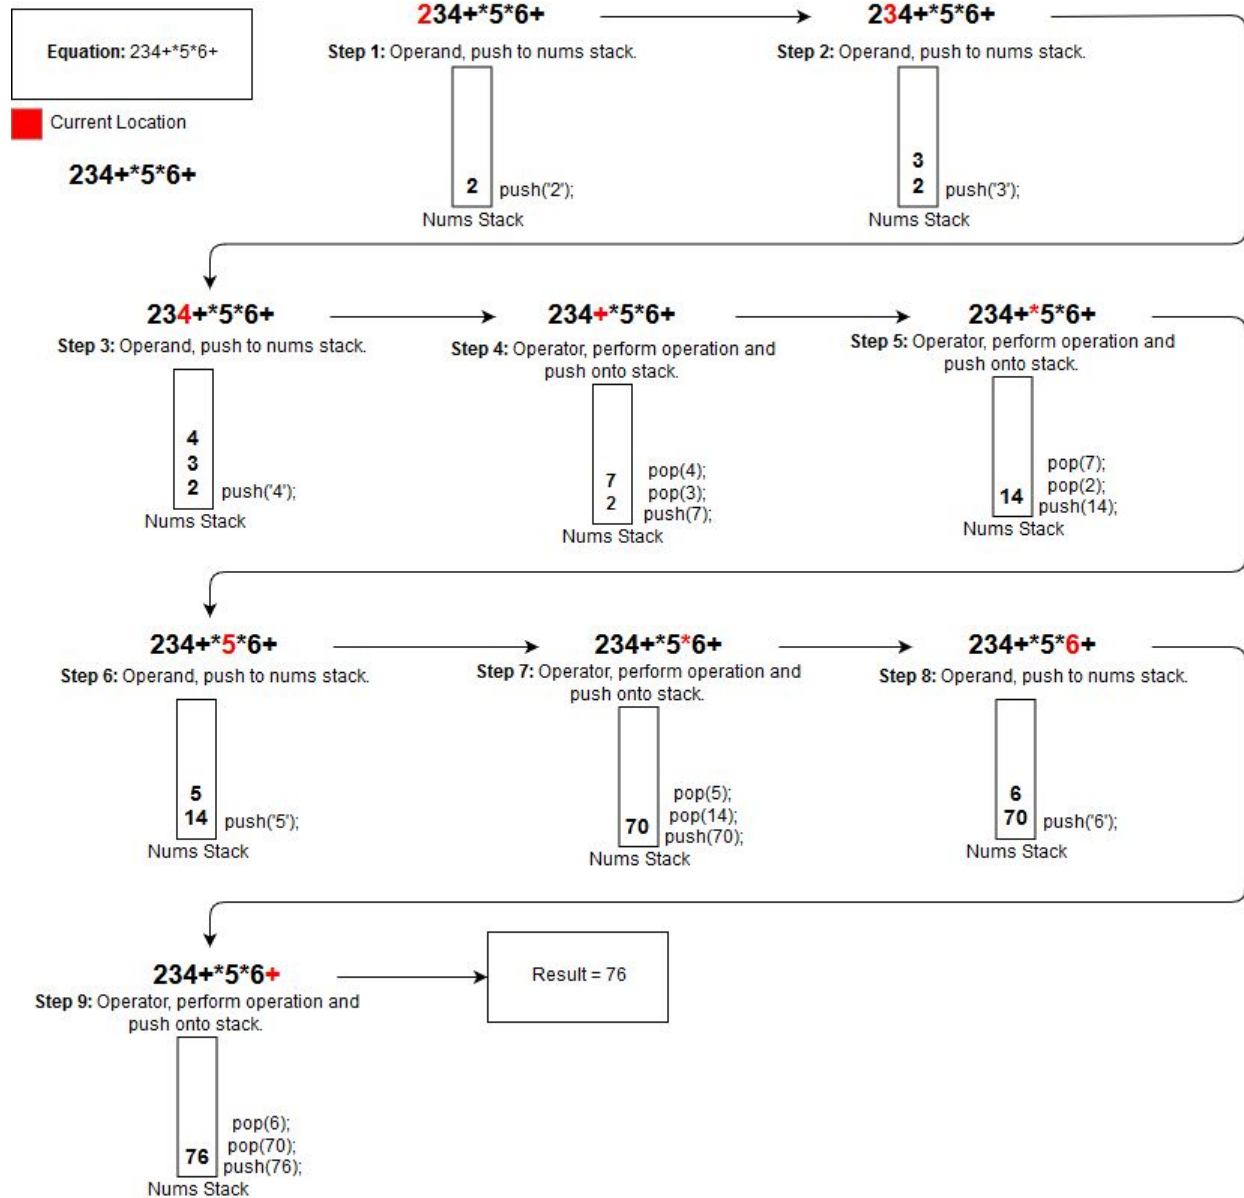 Equation: 234+*5*6+
Current Location
234+*5*6+
234+*5*6+
Step 1: Operand, push to nums stack.
2
push('2');
Nums Stack
234+*5*6+
Step 2: Operand, push to nums stack.
3
2
push('3');
Nums Stack
234+*5*6+
Step 3: Operand, push to nums stack.
4
3
2
push('4');
Nums Stack
234+*5*6+
Step 4: Operator, perform operation and
push onto stack.
7
2
pop(4);
pop(3);
push(7);
Nums Stack
234+*5*6+
Step 5: Operator, perform operation and
push onto stack.
14
pop(7);
pop(2);
push(14);
Nums Stack
234+*5*6+
Step 6: Operand, push to nums stack.
5
14
push('5');
Nums Stack
234+*5*6+
Step 7: Operator, perform operation and
push onto stack.
70
pop(5);
pop(14);
push(70);
Nums Stack
234+*5*6+
Step 8: Operand, push to nums stack.
6
70
push('6');
Nums Stack
234+*5*6+
Step 9: Operator, perform operation and
push onto stack.
76
pop(6);
pop(70);
push(76);
Nums Stack
Result = 76